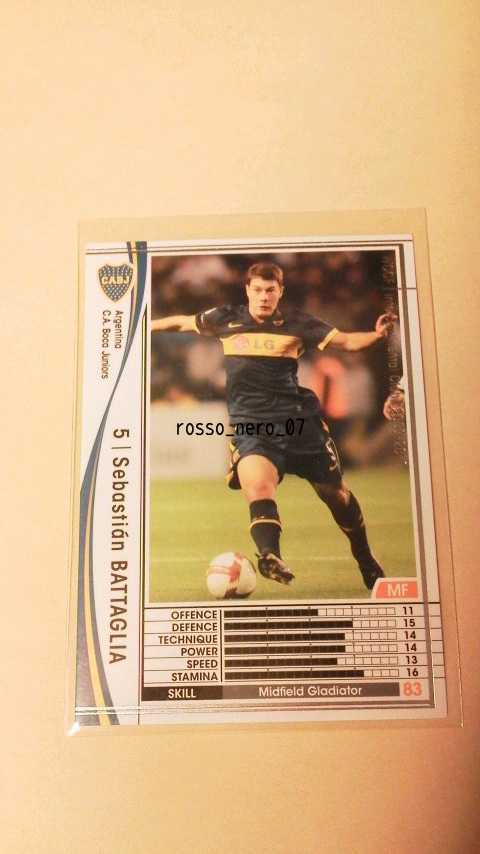 Argentina
C.A. Boca Juniors
5 | Sebastián BATTAGLIA
LG
rosso_nero_07
MF
OFFENCE 11
DEFENCE 15
TECHNIQUE 14
POWER 14
SPEED 13
STAMINA 16
SKILL Midfield Gladiator 83